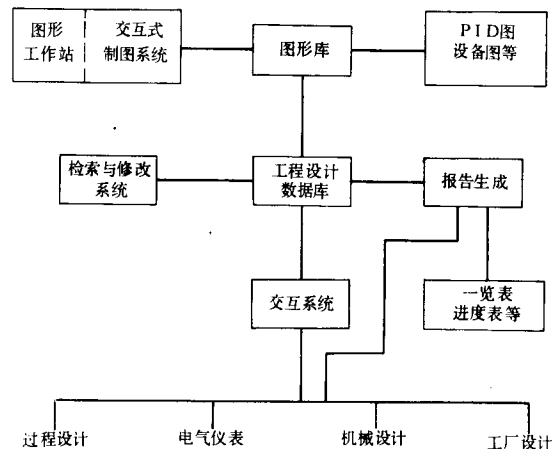 图形
工作站
交互式
制图系统
图形库
PID图
设备图等
检索与修改
系统
工程设计
数据库
报告生成
交互系统
一览表
进度表等
过程设计
电气仪表
机械设计
工厂设计